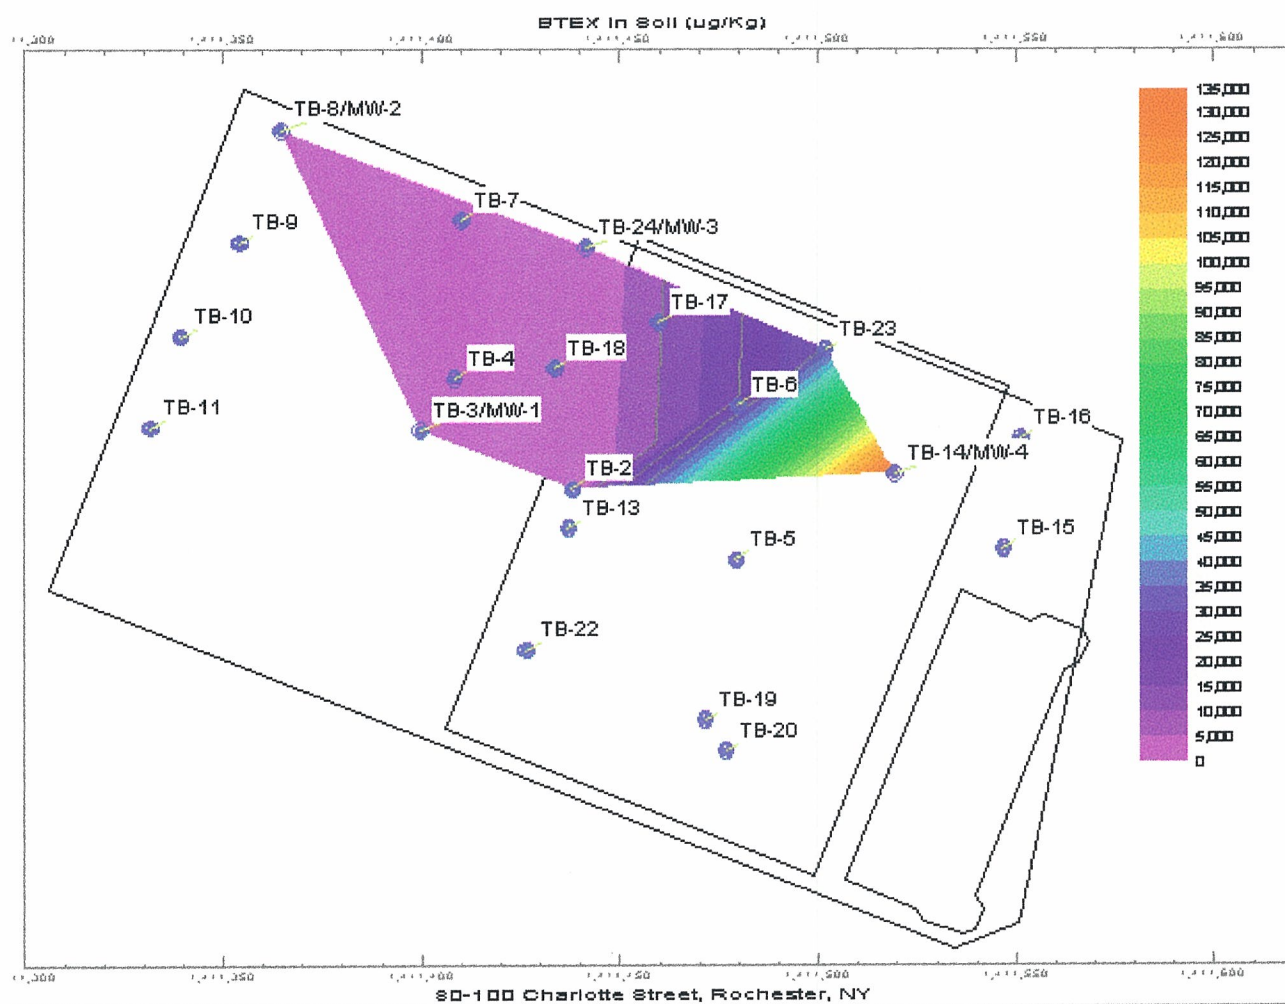 BTEX In Soil (ug/Kg)
TB-8/MW-2
TB-7
TB-9
TB-24/MW-3
TB-17
TB-10
TB-23
TB-18
TB-4
TB-6
TB-11
TB-3/MW-1
TB-16
TB-14/MW-4
TB-2
TB-13
TB-15
TB-5
TB-22
TB-19
TB-20
135,000
130,000
125,000
120,000
115,000
110,000
105,000
100,000
95,000
90,000
85,000
80,000
75,000
70,000
65,000
60,000
55,000
50,000
45,000
40,000
35,000
30,000
25,000
20,000
15,000
10,000
5,000
0
80-100 Charlotte Street, Rochester, NY